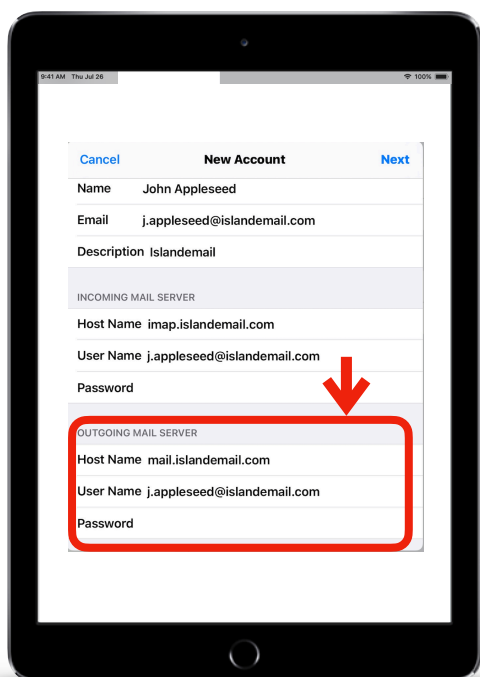 9:41 AM Thu Jul 26 100%
Cancel New Account Next
Name John Appleseed
Email j.appleseed@islandemail.com
Description Islandemail
INCOMING MAIL SERVER
Host Name imap.islandemail.com
User Name j.appleseed@islandemail.com
Password
OUTGOING MAIL SERVER
Host Name mail.islandemail.com
User Name j.appleseed@islandemail.com
Password